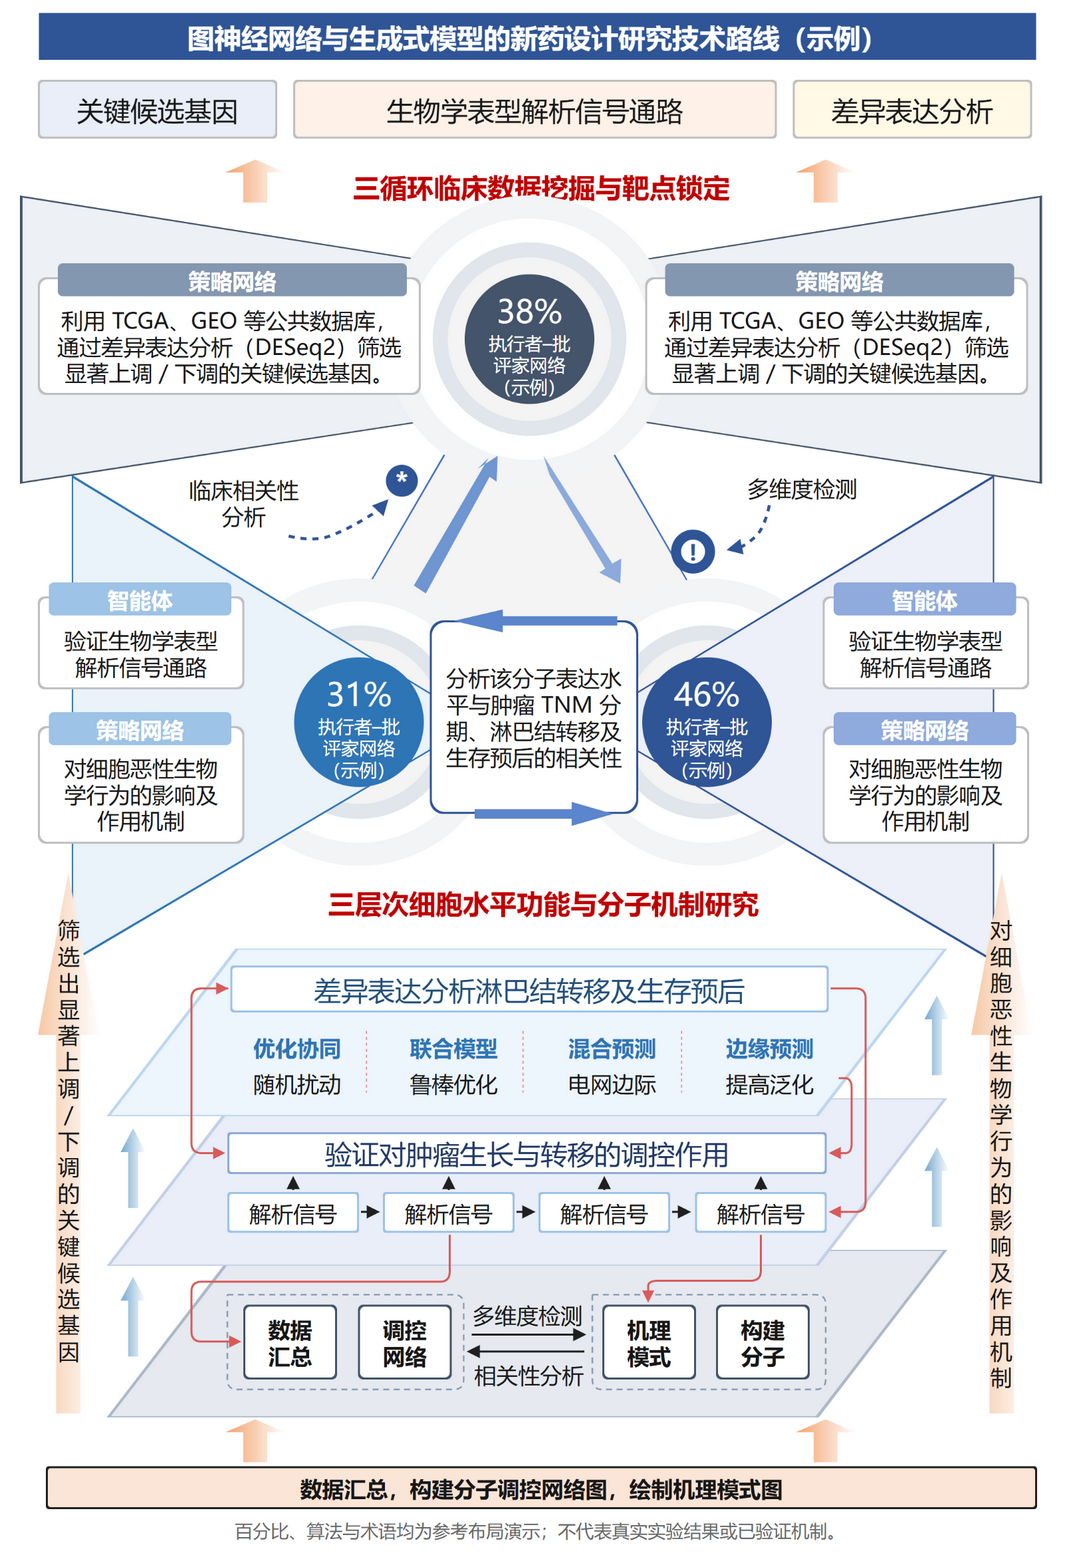 图神经网络与生成式模型的新药设计研究技术路线（示例）
关键候选基因
生物学表型解析信号通路
差异表达分析
三循环临床数据挖掘与靶点锁定
策略网络
利用 TCGA、GEO 等公共数据库，
通过差异表达分析（DESeq2）筛选
显著上调 / 下调的关键候选基因。
38%
执行者–批
评家网络
（示例）
策略网络
利用 TCGA、GEO 等公共数据库，
通过差异表达分析（DESeq2）筛选
显著上调 / 下调的关键候选基因。
临床相关性
分析
*
多维度检测
!
智能体
验证生物学表型
解析信号通路
策略网络
对细胞恶性生物
学行为的影响及
作用机制
31%
执行者–批
评家网络
（示例）
分析该分子表达水
平与肿瘤 TNM 分
期、淋巴结转移及
生存预后的相关性
46%
执行者–批
评家网络
（示例）
智能体
验证生物学表型
解析信号通路
策略网络
对细胞恶性生物
学行为的影响及
作用机制
三层次细胞水平功能与分子机制研究
筛选出显著上调/下调的关键候选基因
对细胞恶性生物学行为的影响及作用机制
差异表达分析淋巴结转移及生存预后
优化协同
随机扰动
联合模型
鲁棒优化
混合预测
电网边际
边缘预测
提高泛化
验证对肿瘤生长与转移的调控作用
解析信号
解析信号
解析信号
解析信号
数据
汇总
调控
网络
多维度检测
相关性分析
机理
模式
构建
分子
数据汇总，构建分子调控网络图，绘制机理模式图
百分比、算法与术语均为参考布局演示；不代表真实实验结果或已验证机制。